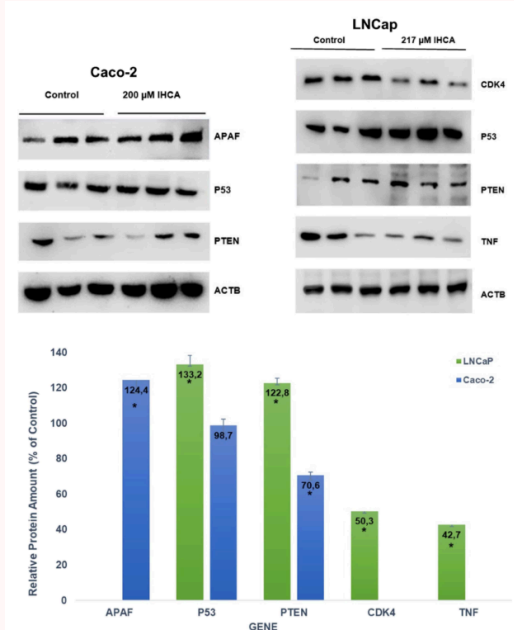 LNCap
Control 217 µM IHCA
CDK4
P53
PTEN
TNF
ACTB
Caco-2
Control 200 µM IHCA
APAF
P53
PTEN
ACTB
Relative Protein Amount (% of Control)
140
120
100
80
60
40
20
0
124,4
*
133,2
*
98,7
122,8
*
70,6
*
50,3
*
42,7
*
LNCaP
Caco-2
APAF P53 PTEN CDK4 TNF
GENE